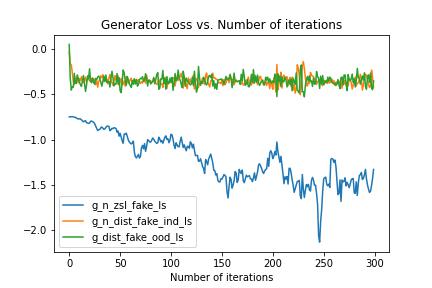 Generator Loss vs. Number of iterations
0.0
−0.5
−1.0
−1.5
−2.0
g_n_zsl_fake_ls
g_n_dist_fake_ind_ls
g_dist_fake_ood_ls
0 50 100 150 200 250 300
Number of iterations